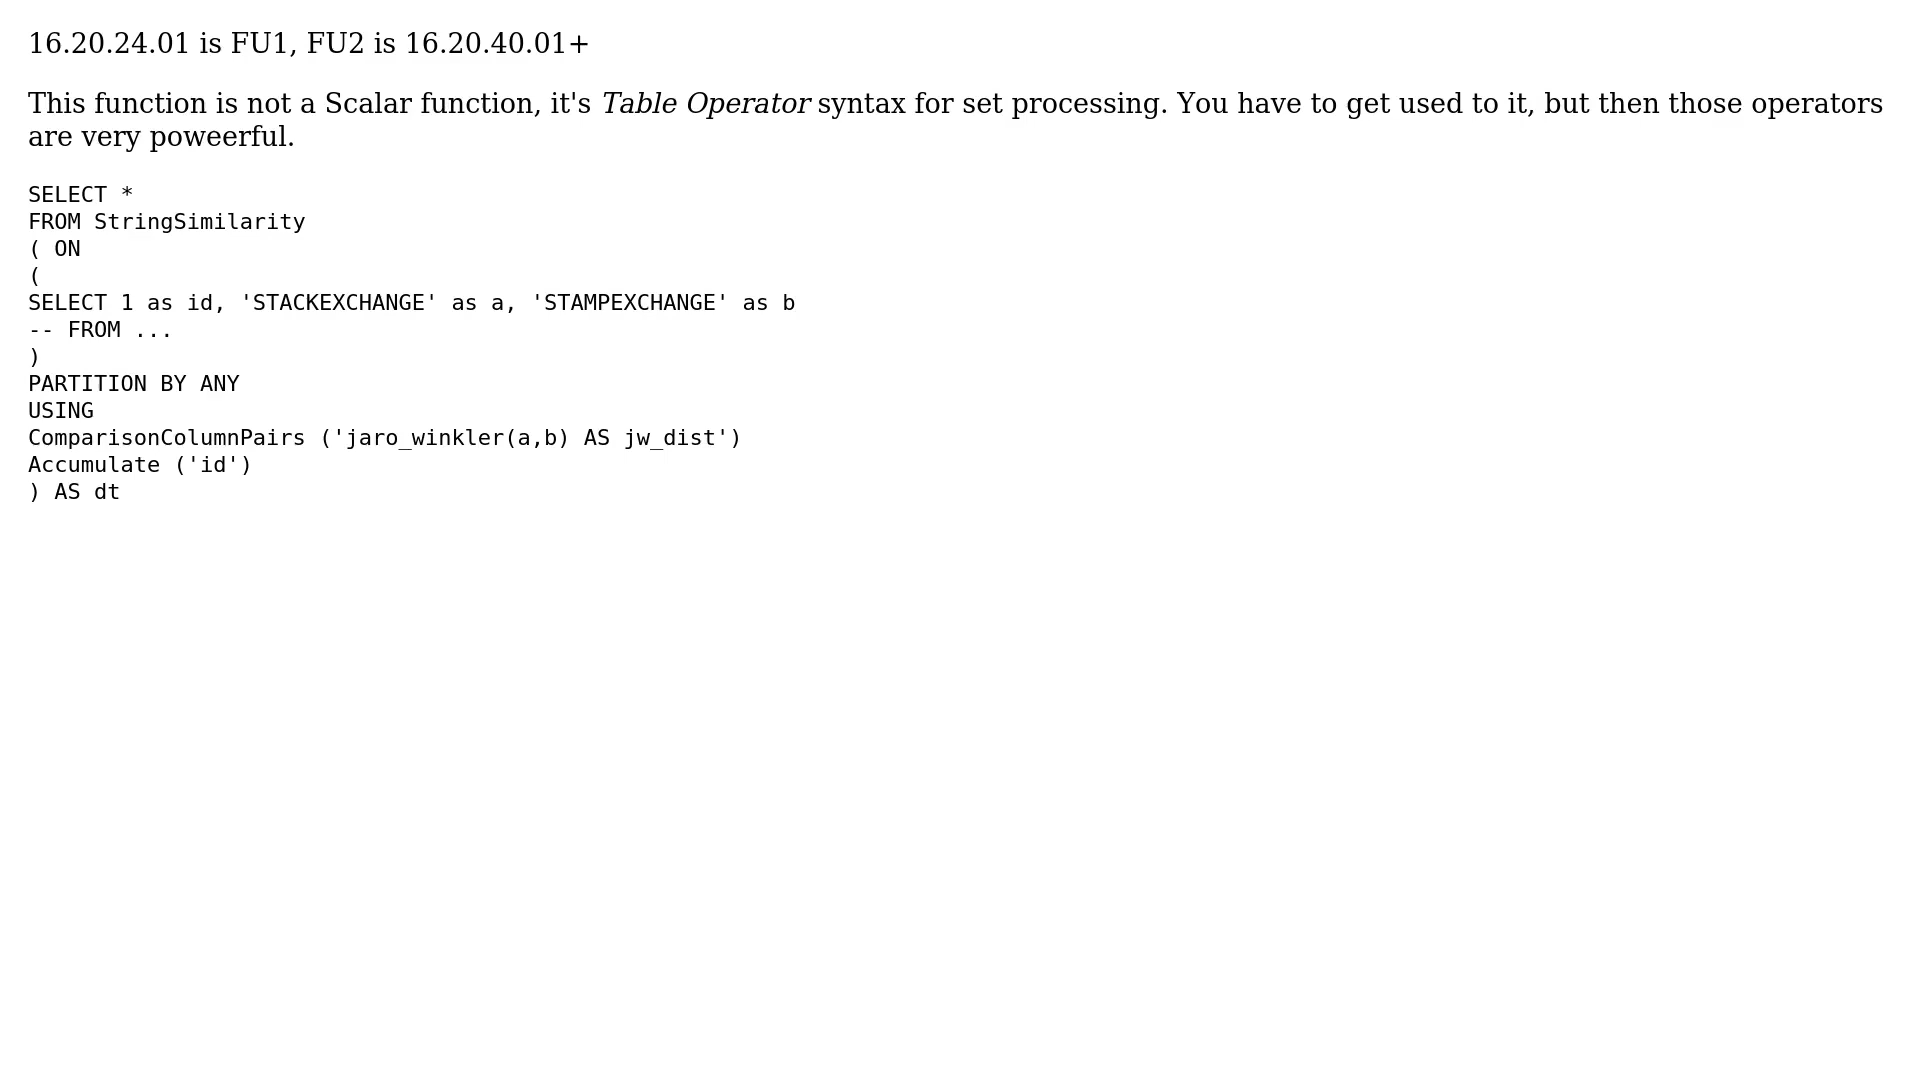 16.20.24.01 is FU1, FU2 is 16.20.40.01+
This function is not a Scalar function, it's Table Operator syntax for set processing. You have to get used to it, but then those operators
are very poweerful.
SELECT *
FROM StringSimilarity
( ON
(
SELECT 1 as id, 'STACKEXCHANGE' as a, 'STAMPEXCHANGE' as b
-- FROM ...
)
PARTITION BY ANY
USING
ComparisonColumnPairs ('jaro_winkler(a,b) AS jw_dist')
Accumulate ('id')
) AS dt